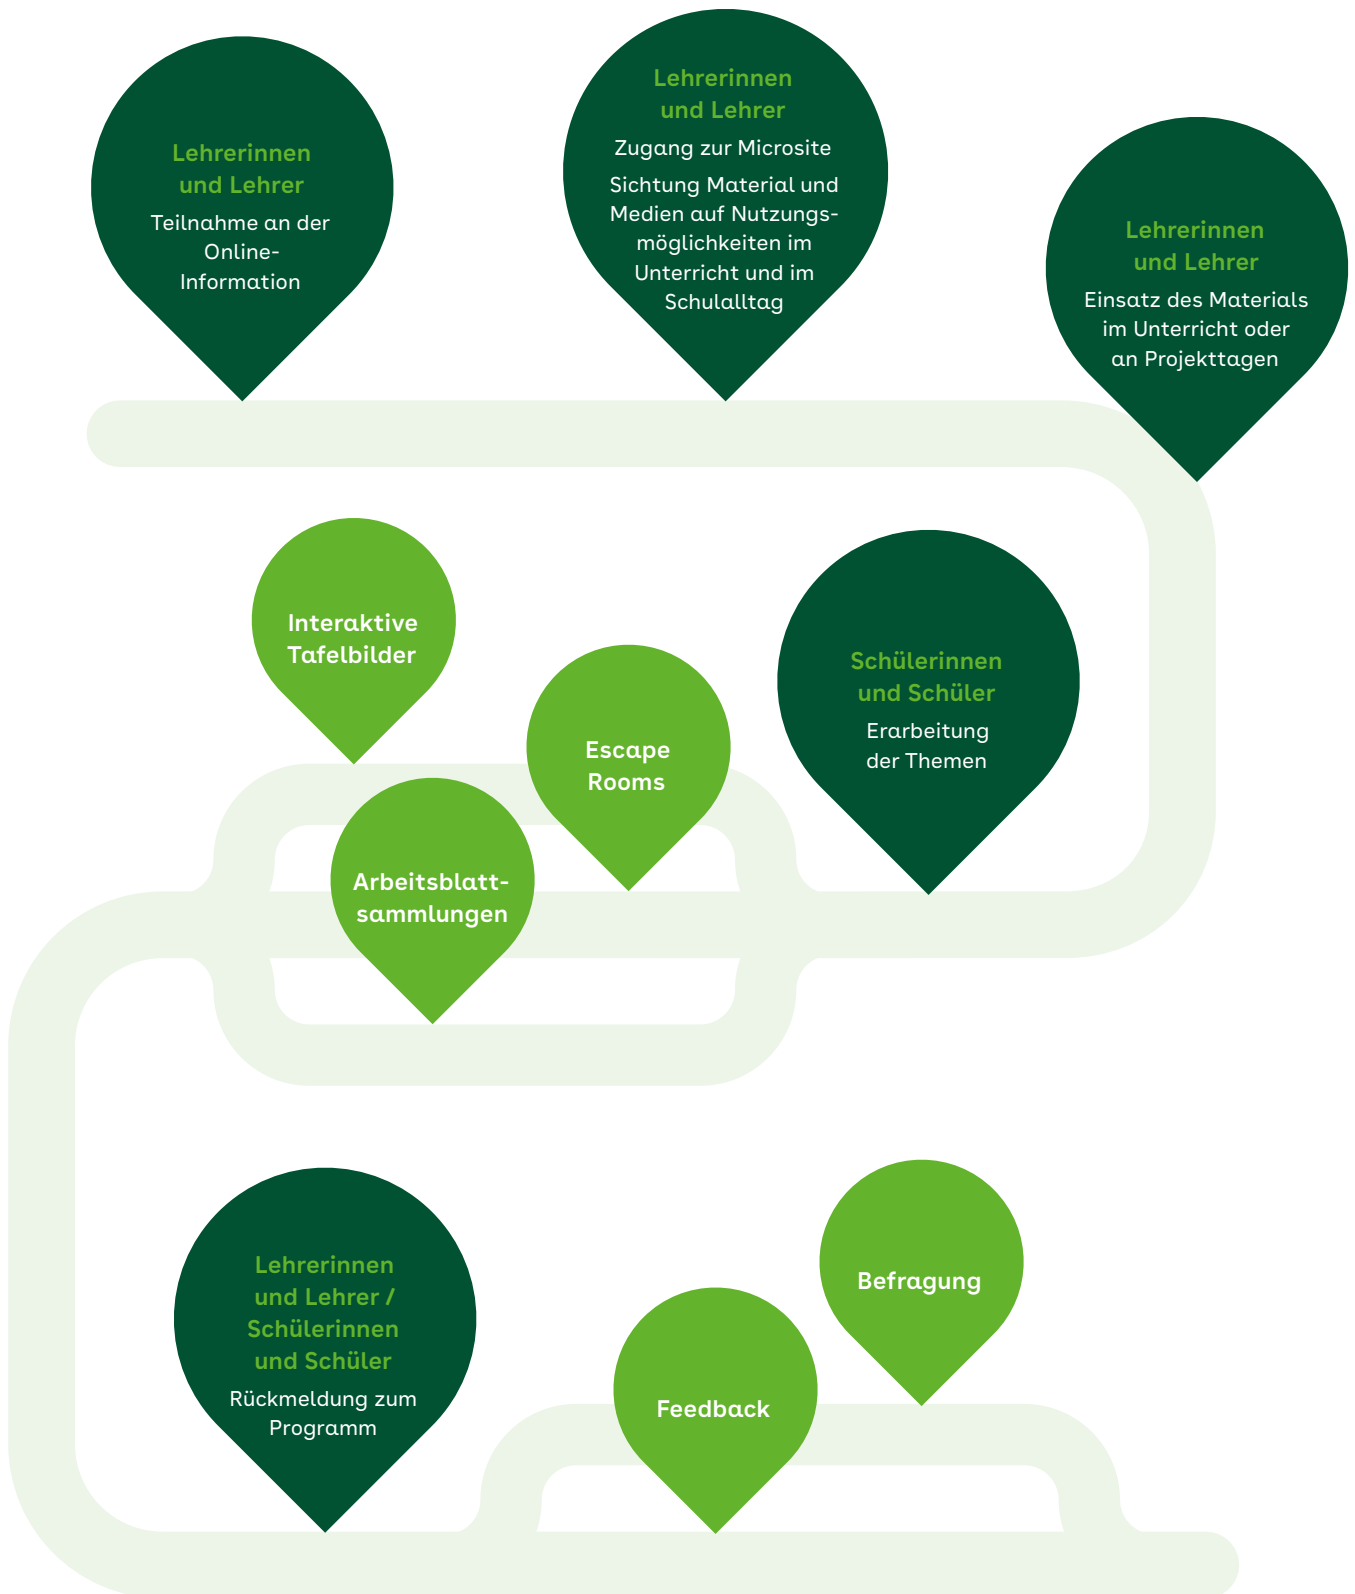 Lehrerinnen
und Lehrer
Teilnahme an der
Online-
Information
Lehrerinnen
und Lehrer
Zugang zur Microsite
Sichtung Material und
Medien auf Nutzungs-
möglichkeiten im
Unterricht und im
Schulalltag
Lehrerinnen
und Lehrer
Einsatz des Materials
im Unterricht oder
an Projekttagen
Schülerinnen
und Schüler
Erarbeitung
der Themen
Escape
Rooms
Interaktive
Tafelbilder
Arbeitsblatt-
sammlungen
Lehrerinnen
und Lehrer /
Schülerinnen
und Schüler
Rückmeldung zum
Programm
Feedback
Befragung